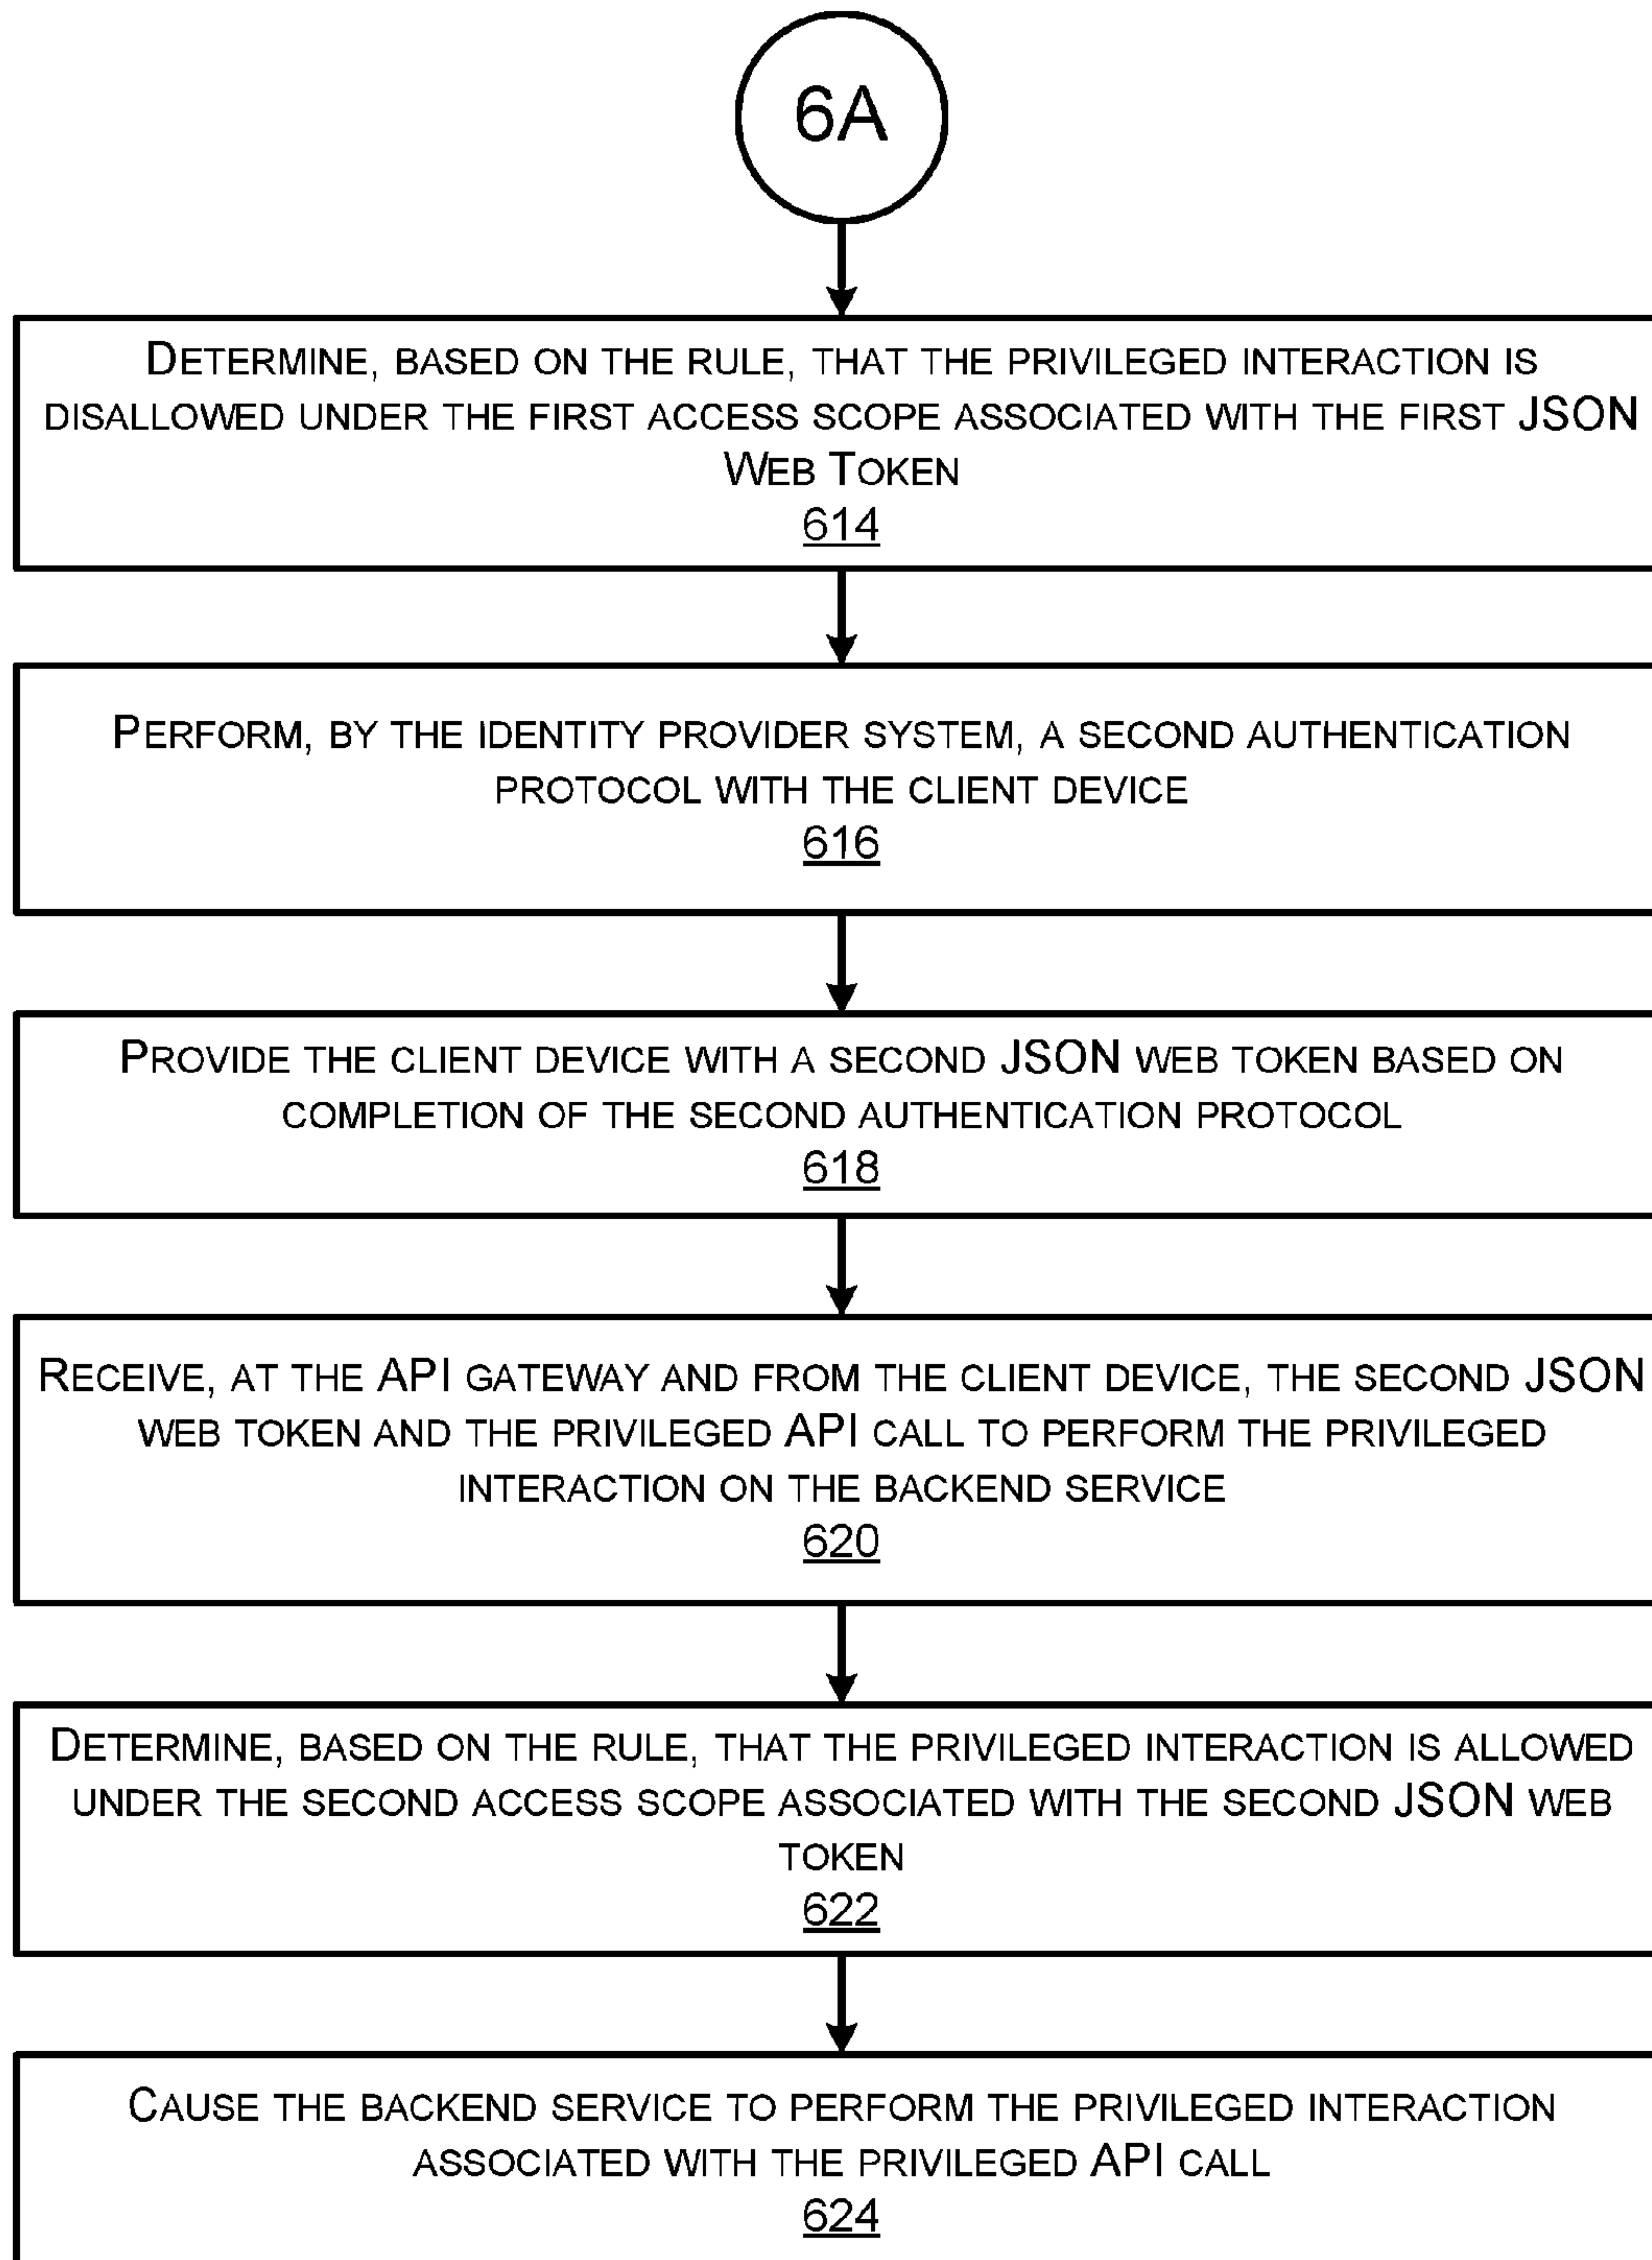 6A
DETERMINE, BASED ON THE RULE, THAT THE PRIVILEGED INTERACTION IS
DISALLOWED UNDER THE FIRST ACCESS SCOPE ASSOCIATED WITH THE FIRST JSON
WEB TOKEN
614
PERFORM, BY THE IDENTITY PROVIDER SYSTEM, A SECOND AUTHENTICATION
PROTOCOL WITH THE CLIENT DEVICE
616
PROVIDE THE CLIENT DEVICE WITH A SECOND JSON WEB TOKEN BASED ON
COMPLETION OF THE SECOND AUTHENTICATION PROTOCOL
618
RECEIVE, AT THE API GATEWAY AND FROM THE CLIENT DEVICE, THE SECOND JSON
WEB TOKEN AND THE PRIVILEGED API CALL TO PERFORM THE PRIVILEGED
INTERACTION ON THE BACKEND SERVICE
620
DETERMINE, BASED ON THE RULE, THAT THE PRIVILEGED INTERACTION IS ALLOWED
UNDER THE SECOND ACCESS SCOPE ASSOCIATED WITH THE SECOND JSON WEB
TOKEN
622
CAUSE THE BACKEND SERVICE TO PERFORM THE PRIVILEGED INTERACTION
ASSOCIATED WITH THE PRIVILEGED API CALL
624